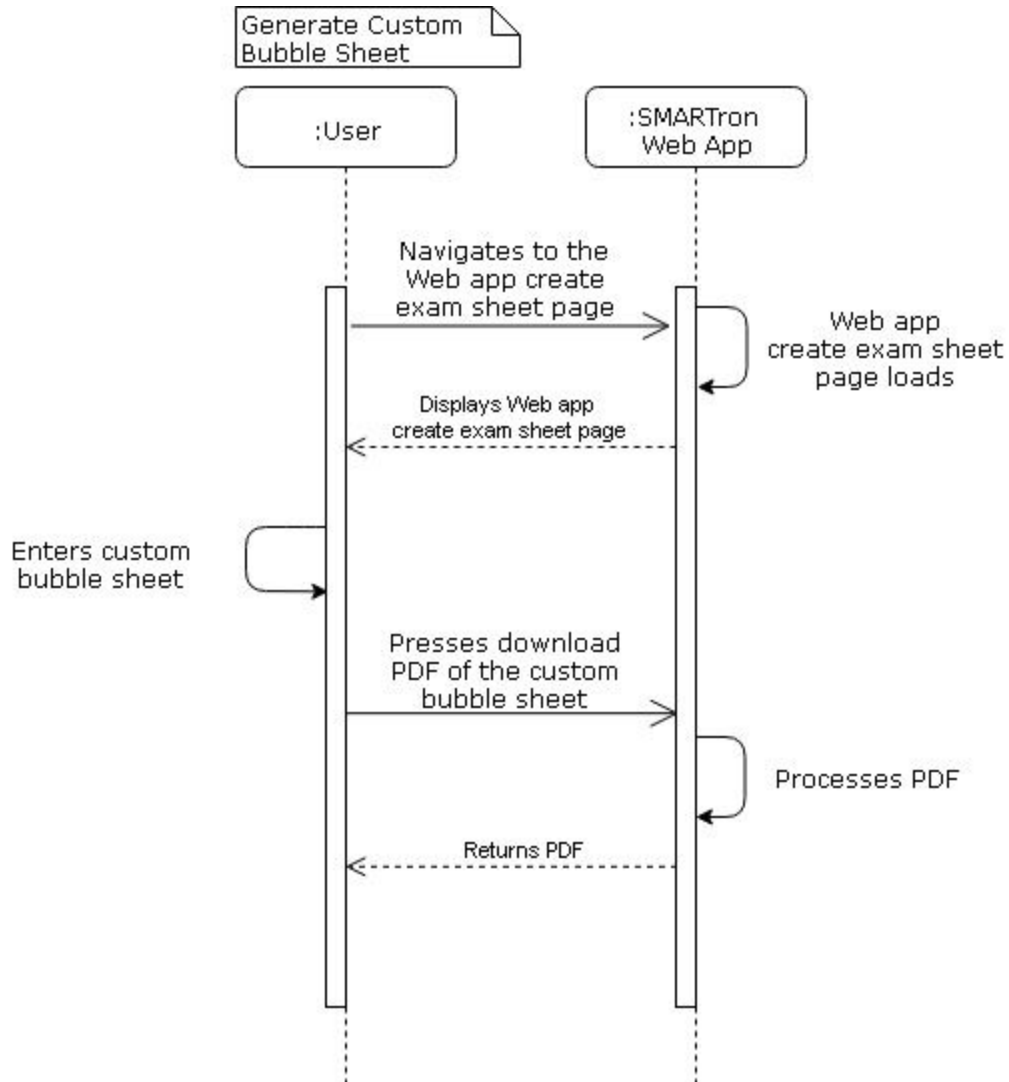 Generate Custom
Bubble Sheet
:User
:SMARTron
Web App
Navigates to the
Web app create
exam sheet page
Web app
create exam sheet
page loads
Displays Web app
create exam sheet page
Enters custom
bubble sheet
Presses download
PDF of the custom
bubble sheet
Processes PDF
Returns PDF